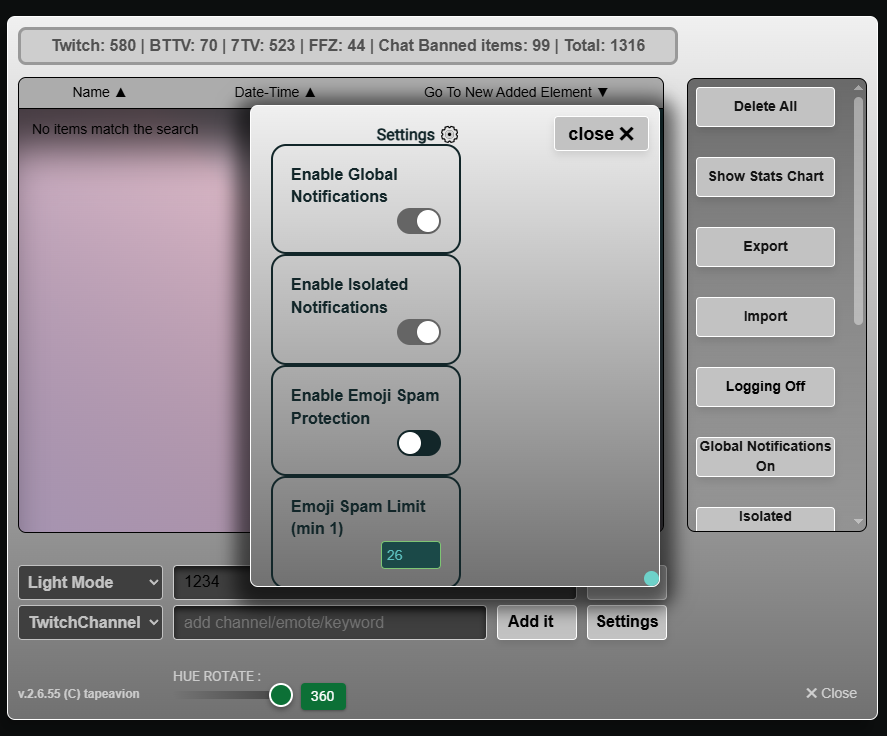 Twitch: 580 | BTTV: 70 | 7TV: 523 | FFZ: 44 | Chat Banned items: 99 | Total: 1316
Name ▲ Date-Time ▲ Go To New Added Element ▼
No items match the search
Settings
close ✕
Enable Global
Notifications
Enable Isolated
Notifications
Enable Emoji Spam
Protection
Emoji Spam Limit
(min 1)
26
Delete All
Show Stats Chart
Export
Import
Logging Off
Global Notifications
On
Isolated
Light Mode
1234
TwitchChannel
add channel/emote/keyword
Add it
Settings
HUE ROTATE :
360
v.2.6.55 (C) tapeavion
✕ Close